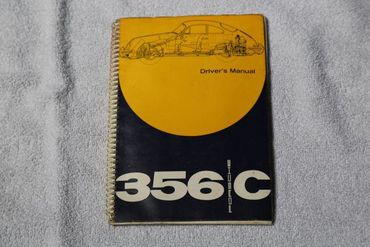 Driver's Manual
356 PORSCHE C